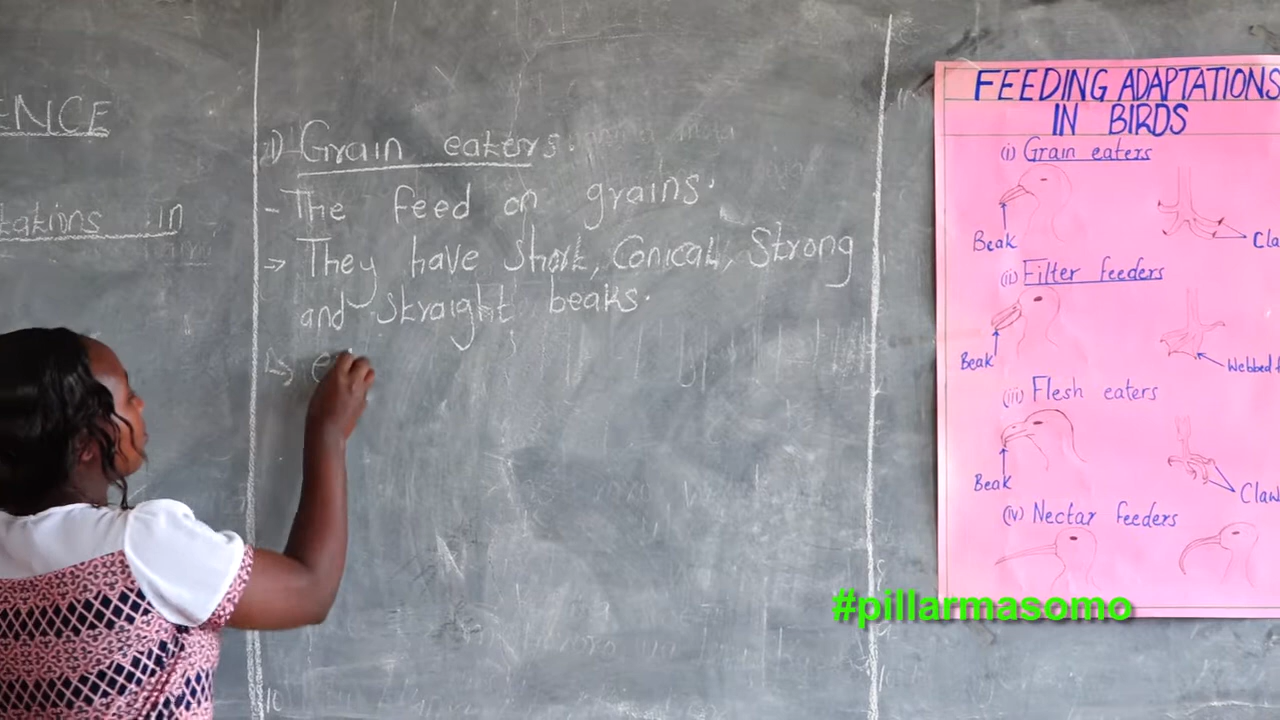 ENCE
tations in
1) Grain eaters.
- The feed on grains.
-> They have Short, Conical, Strong
and straight beaks.
FEEDING ADAPTATIONS
IN BIRDS
(i) Grain eaters
Beak
Cla
(ii) Filter feeders
Beak
Webbed f
(iii) Flesh eaters
Beak
Claw
(iv) Nectar feeders
#pillarmasomo